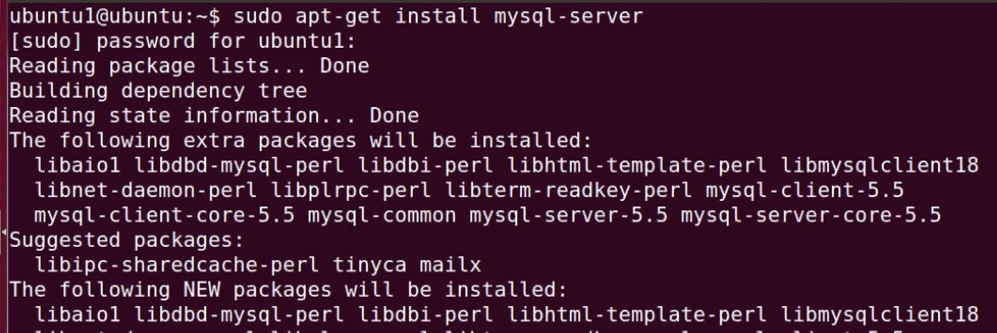 ubuntu1@ubuntu:~$ sudo apt-get install mysql-server
[sudo] password for ubuntu1:
Reading package lists... Done
Building dependency tree
Reading state information... Done
The following extra packages will be installed:
  libaio1 libdbd-mysql-perl libdbi-perl libhtml-template-perl libmysqlclient18
  libnet-daemon-perl libplrpc-perl libterm-readkey-perl mysql-client-5.5
  mysql-client-core-5.5 mysql-common mysql-server-5.5 mysql-server-core-5.5
Suggested packages:
  libipc-sharedcache-perl tinyca mailx
The following NEW packages will be installed:
  libaio1 libdbd-mysql-perl libdbi-perl libhtml-template-perl libmysqlclient18